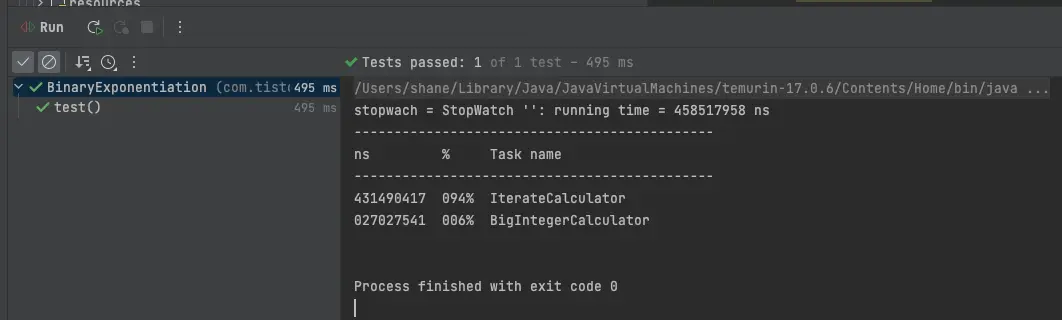 resources
Run
Tests passed: 1 of 1 test – 495 ms
BinaryExponentiation (com.tist 495 ms
test() 495 ms
/Users/shane/Library/Java/JavaVirtualMachines/temurin-17.0.6/Contents/Home/bin/java ...
stopwach = StopWatch '': running time = 458517958 ns
---------------------------------------------
ns % Task name
---------------------------------------------
431490417 094% IterateCalculator
027027541 006% BigIntegerCalculator
Process finished with exit code 0